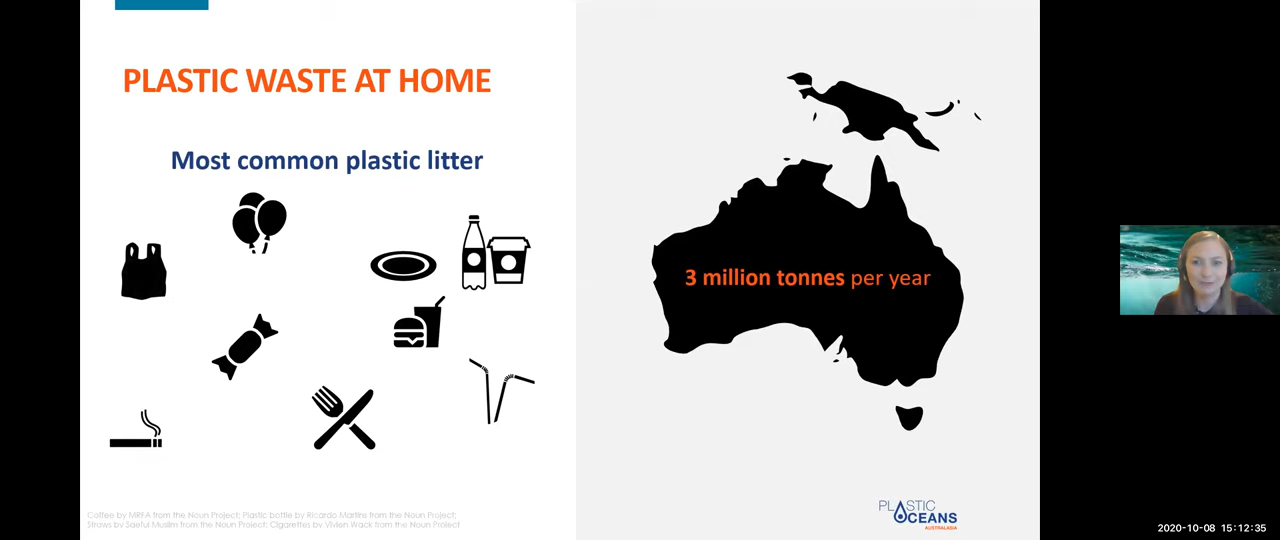 PLASTIC WASTE AT HOME
Most common plastic litter
3 million tonnes per year
Coffee by MRFA from the Noun Project; Plastic bottle by Ricardo Martins from the Noun Project;
Straws by Saeful Muslim from the Noun Project; Cigarettes by Vivien Wack from the Noun Project
PLASTIC
OCEANS
AUSTRALASIA
2020-10-08 15:12:35